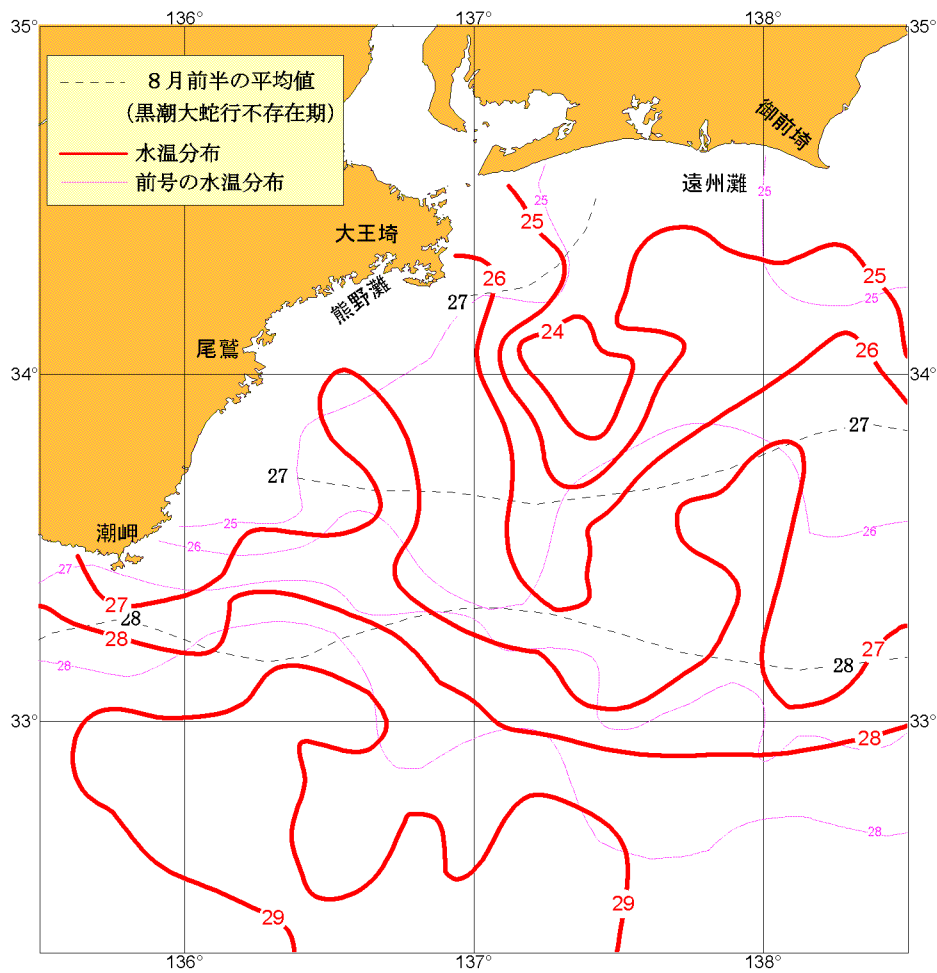 136° 137° 138°
35° 35°
８月前半の平均値
（黒潮大蛇行不存在期）
水温分布
前号の水温分布
御前埼
遠州灘
25 25
25
大王埼
26 25
熊野灘 27 25
24
尾鷲
26
34° 34°
27
27
25 26
潮岬 26
27
27
28
28 27
28 28
33° 33°
28
28
29 29
136° 137° 138°